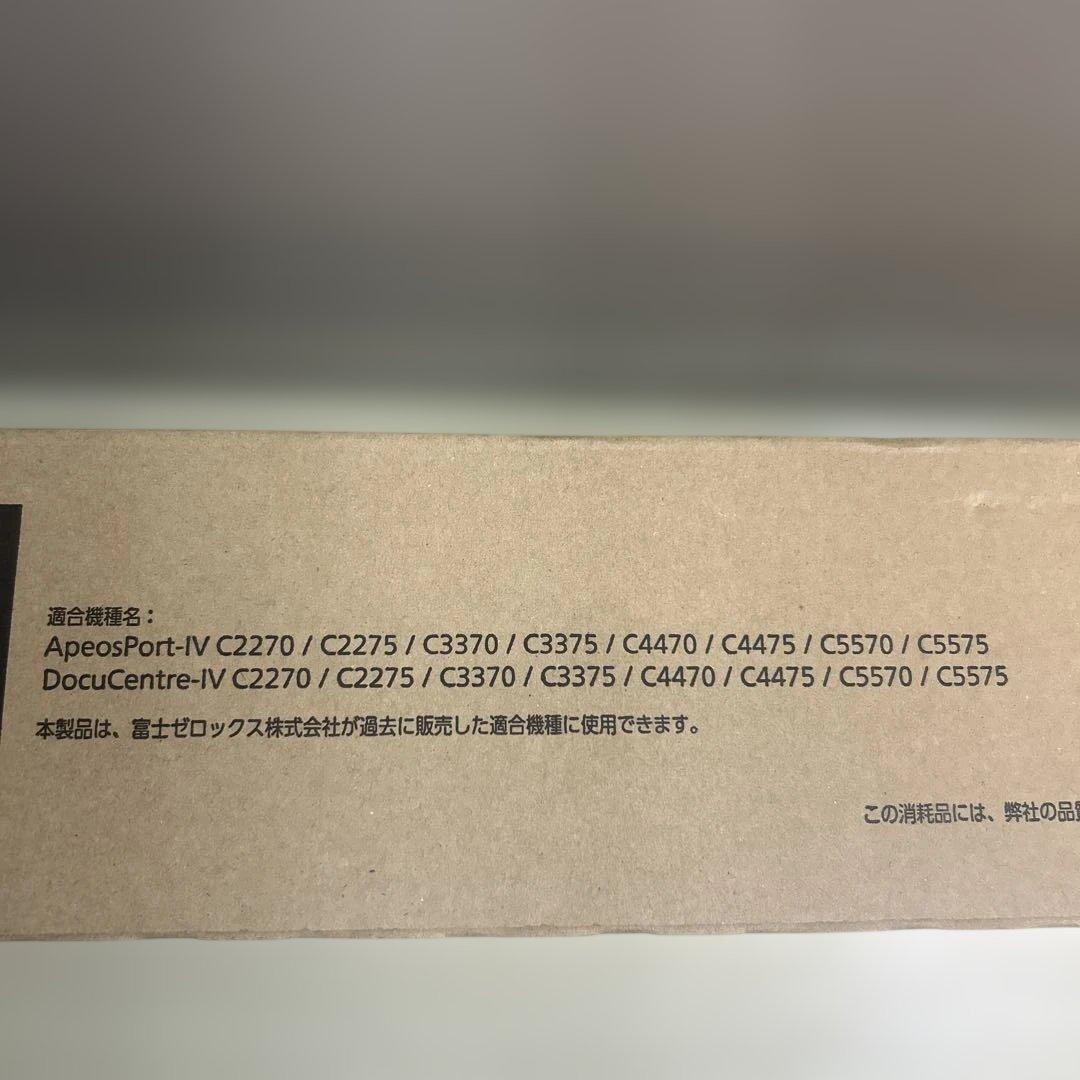 適合機種名：
ApeosPort-IV C2270 / C2275 / C3370 / C3375 / C4470 / C4475 / C5570 / C5575
DocuCentre-IV C2270 / C2275 / C3370 / C3375 / C4470 / C4475 / C5570 / C5575
本製品は、富士ゼロックス株式会社が過去に販売した適合機種に使用できます。
この消耗品には、弊社の品質